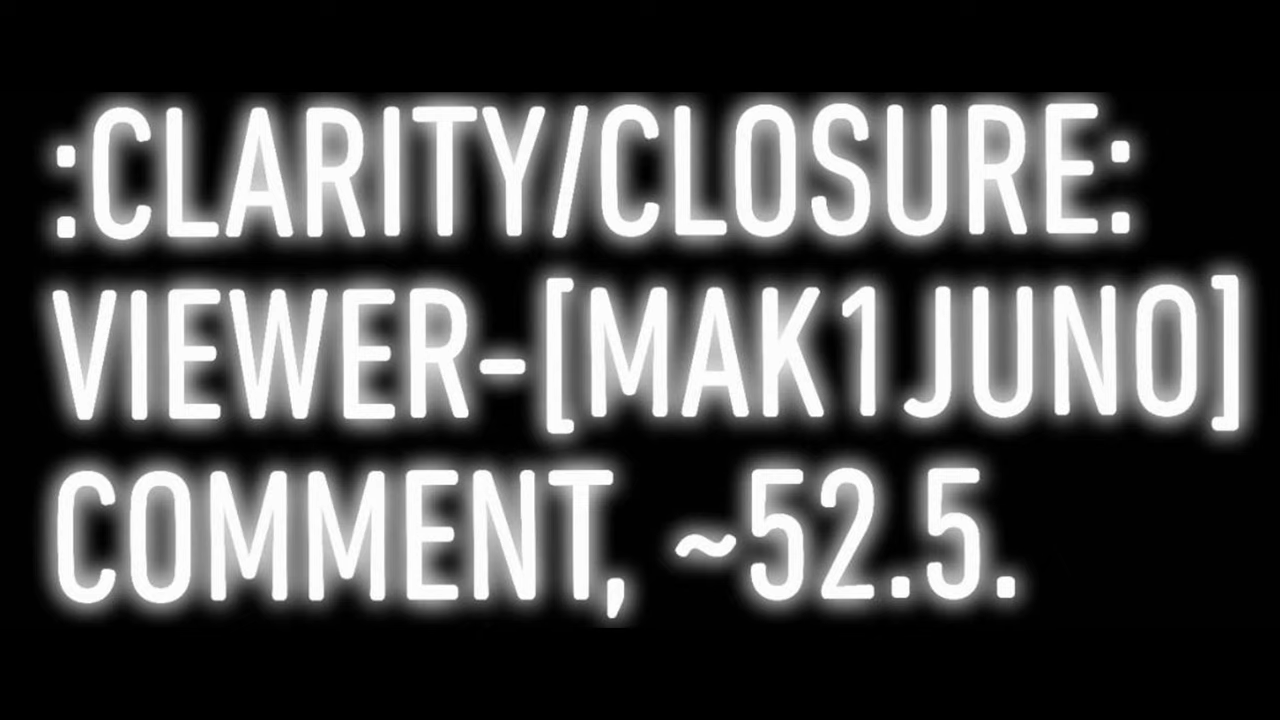 :CLARITY/CLOSURE:
VIEWER-[MAK1JUNO]
COMMENT, ~52.5.